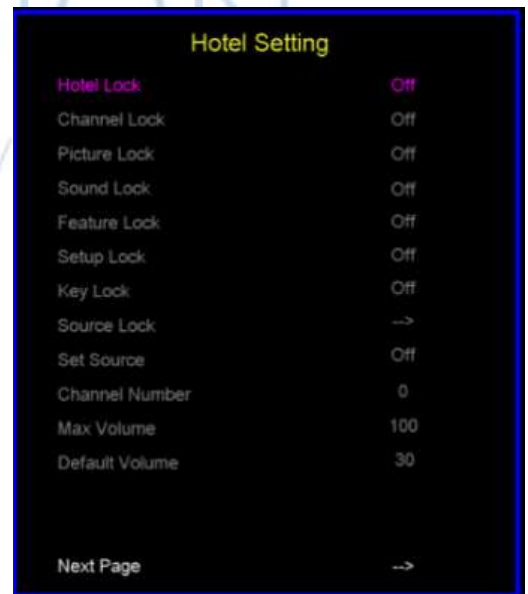 Hotel Setting
Hotel Lock Off
Channel Lock Off
Picture Lock Off
Sound Lock Off
Feature Lock Off
Setup Lock Off
Key Lock Off
Source Lock -->
Set Source Off
Channel Number 0
Max Volume 100
Default Volume 30
Next Page -->